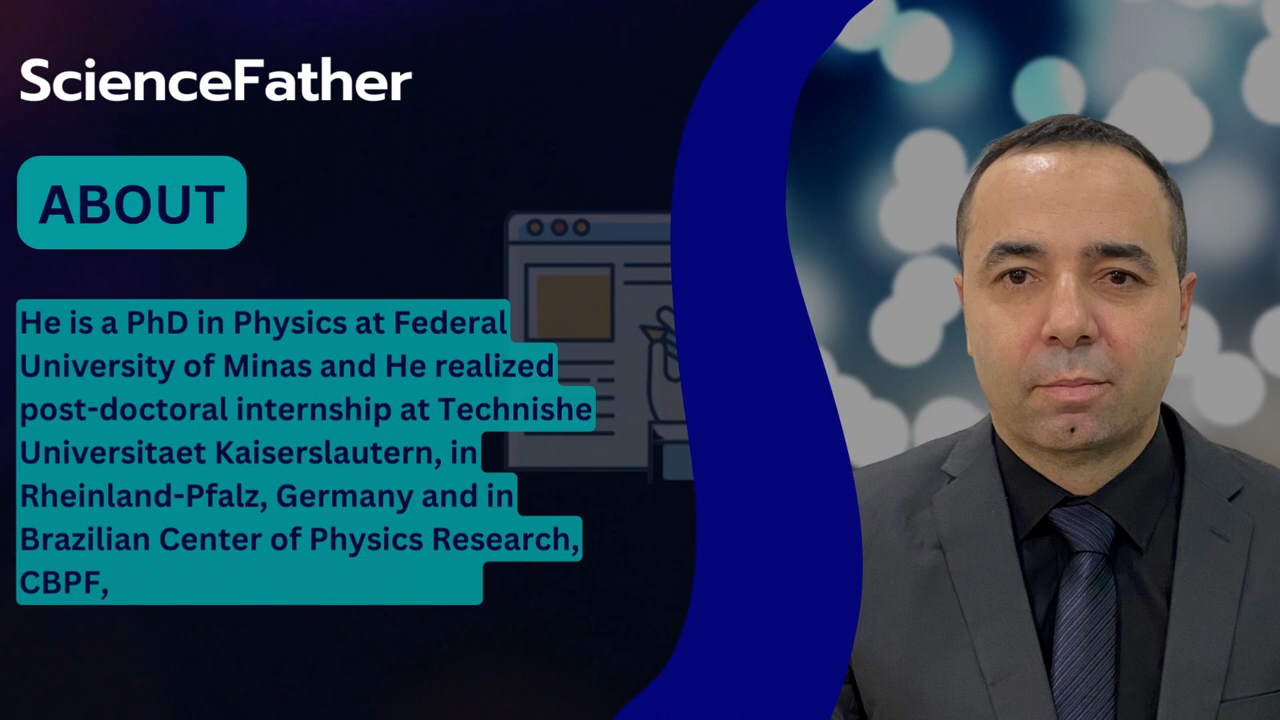 ScienceFather
ABOUT
He is a PhD in Physics at Federal
University of Minas and He realized
post-doctoral internship at Technishe
Universitaet Kaiserslautern, in
Rheinland-Pfalz, Germany and in
Brazilian Center of Physics Research,
CBPF,